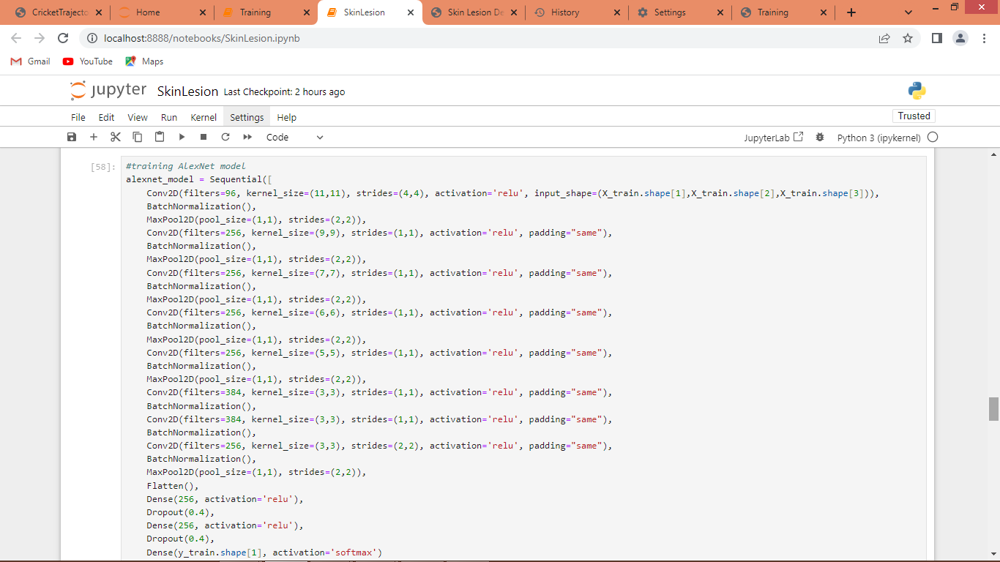 CricketTrajecto
Home
Training
SkinLesion
Skin Lesion De
History
Settings
Training
localhost:8888/notebooks/SkinLesion.ipynb
Gmail
YouTube
Maps
jupyter SkinLesion Last Checkpoint: 2 hours ago
File Edit View Run Kernel Settings Help
Trusted
Code
JupyterLab
Python 3 (ipykernel)
[58]:
#training AlexNet model
alexnet_model = Sequential([
    Conv2D(filters=96, kernel_size=(11,11), strides=(4,4), activation='relu', input_shape=(X_train.shape[1],X_train.shape[2],X_train.shape[3])),
    BatchNormalization(),
    MaxPool2D(pool_size=(1,1), strides=(2,2)),
    Conv2D(filters=256, kernel_size=(9,9), strides=(1,1), activation='relu', padding="same"),
    BatchNormalization(),
    MaxPool2D(pool_size=(1,1), strides=(2,2)),
    Conv2D(filters=256, kernel_size=(7,7), strides=(1,1), activation='relu', padding="same"),
    BatchNormalization(),
    MaxPool2D(pool_size=(1,1), strides=(2,2)),
    Conv2D(filters=256, kernel_size=(6,6), strides=(1,1), activation='relu', padding="same"),
    BatchNormalization(),
    MaxPool2D(pool_size=(1,1), strides=(2,2)),
    Conv2D(filters=256, kernel_size=(5,5), strides=(1,1), activation='relu', padding="same"),
    BatchNormalization(),
    MaxPool2D(pool_size=(1,1), strides=(2,2)),
    Conv2D(filters=384, kernel_size=(3,3), strides=(1,1), activation='relu', padding="same"),
    BatchNormalization(),
    Conv2D(filters=384, kernel_size=(3,3), strides=(1,1), activation='relu', padding="same"),
    BatchNormalization(),
    Conv2D(filters=256, kernel_size=(3,3), strides=(2,2), activation='relu', padding="same"),
    BatchNormalization(),
    MaxPool2D(pool_size=(1,1), strides=(2,2)),
    Flatten(),
    Dense(256, activation='relu'),
    Dropout(0.4),
    Dense(256, activation='relu'),
    Dropout(0.4),
    Dense(y_train.shape[1], activation='softmax')